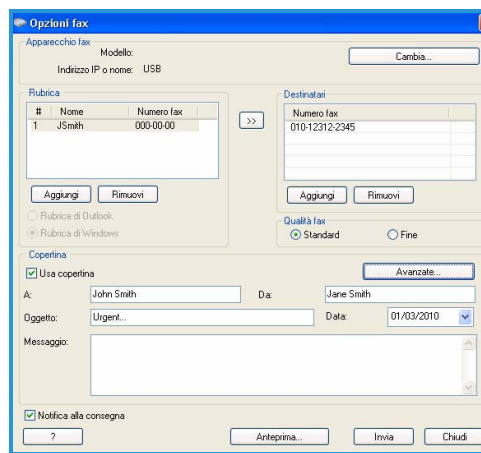 Opzioni fax
Apparecchio fax
Modello:
Cambia...
Indirizzo IP o nome: USB
Rubrica
# Nome Numero fax
1 JSmith 000-00-00
>>
Destinatari
Numero fax
010-12312-2345
Aggiungi Rimuovi
Aggiungi Rimuovi
Rubrica di Outlook
Rubrica di Windows
Qualità fax
Standard Fine
Copertina
Usa copertina
Avanzate...
A: John Smith Da: Jane Smith
Oggetto: Urgent... Data: 01/03/2010
Messaggio:
Notifica alla consegna
? Anteprima... Invia Chiudi